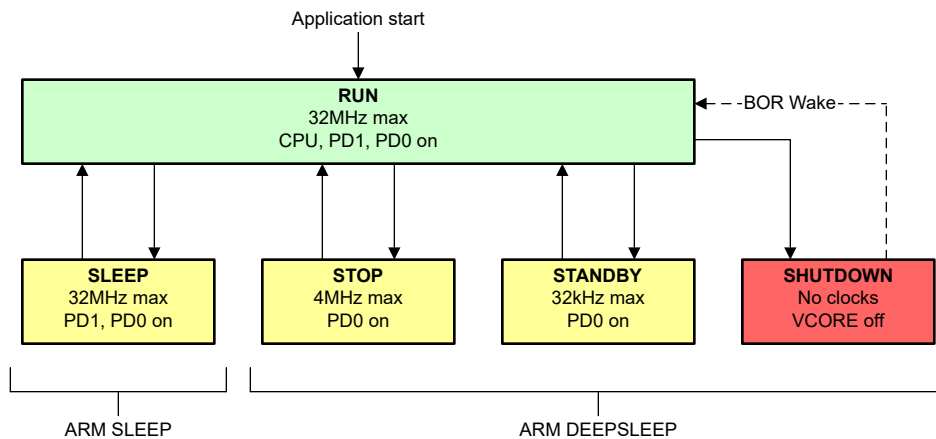 Application start
RUN
32MHz max
CPU, PD1, PD0 on
BOR Wake
SLEEP
32MHz max
PD1, PD0 on
STOP
4MHz max
PD0 on
STANDBY
32kHz max
PD0 on
SHUTDOWN
No clocks
VCORE off
ARM SLEEP
ARM DEEPSLEEP